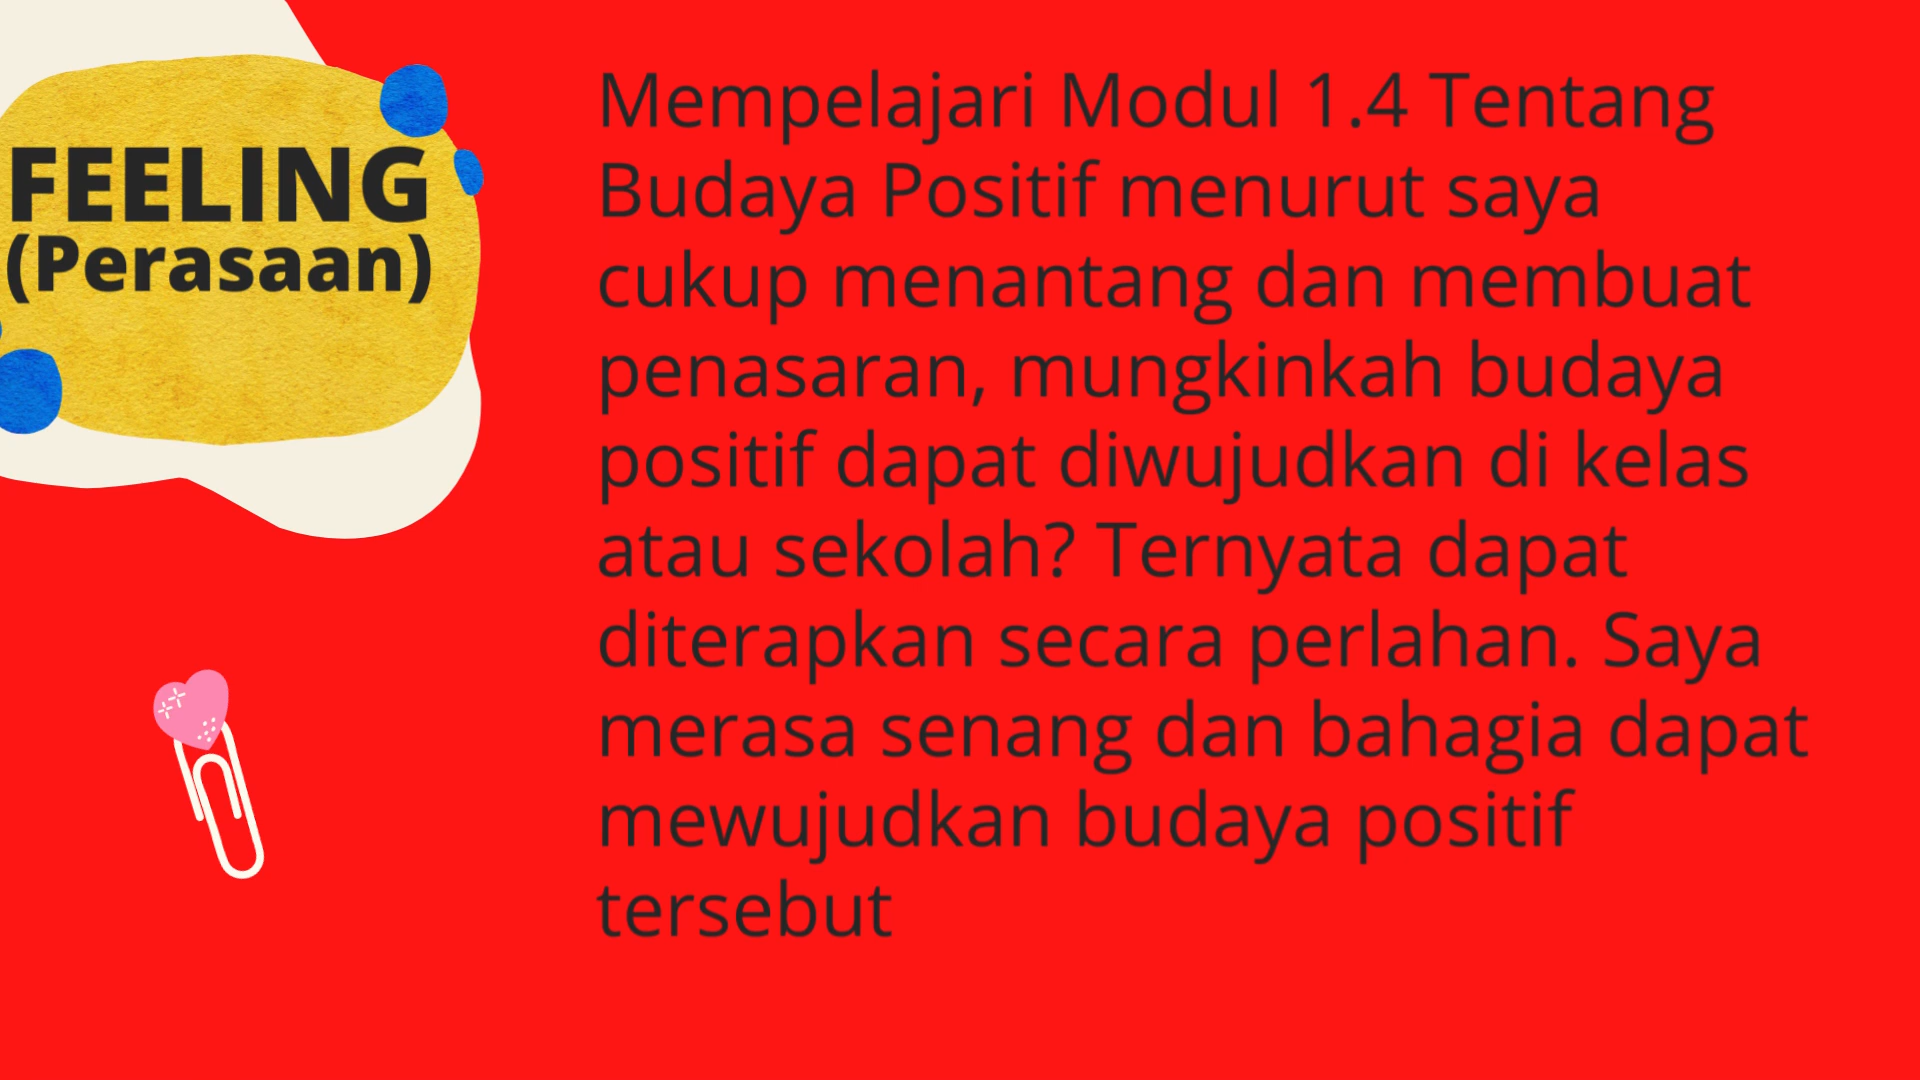 FEELING
(Perasaan)
Mempelajari Modul 1.4 Tentang
Budaya Positif menurut saya
cukup menantang dan membuat
penasaran, mungkinkah budaya
positif dapat diwujudkan di kelas
atau sekolah? Ternyata dapat
diterapkan secara perlahan. Saya
merasa senang dan bahagia dapat
mewujudkan budaya positif
tersebut